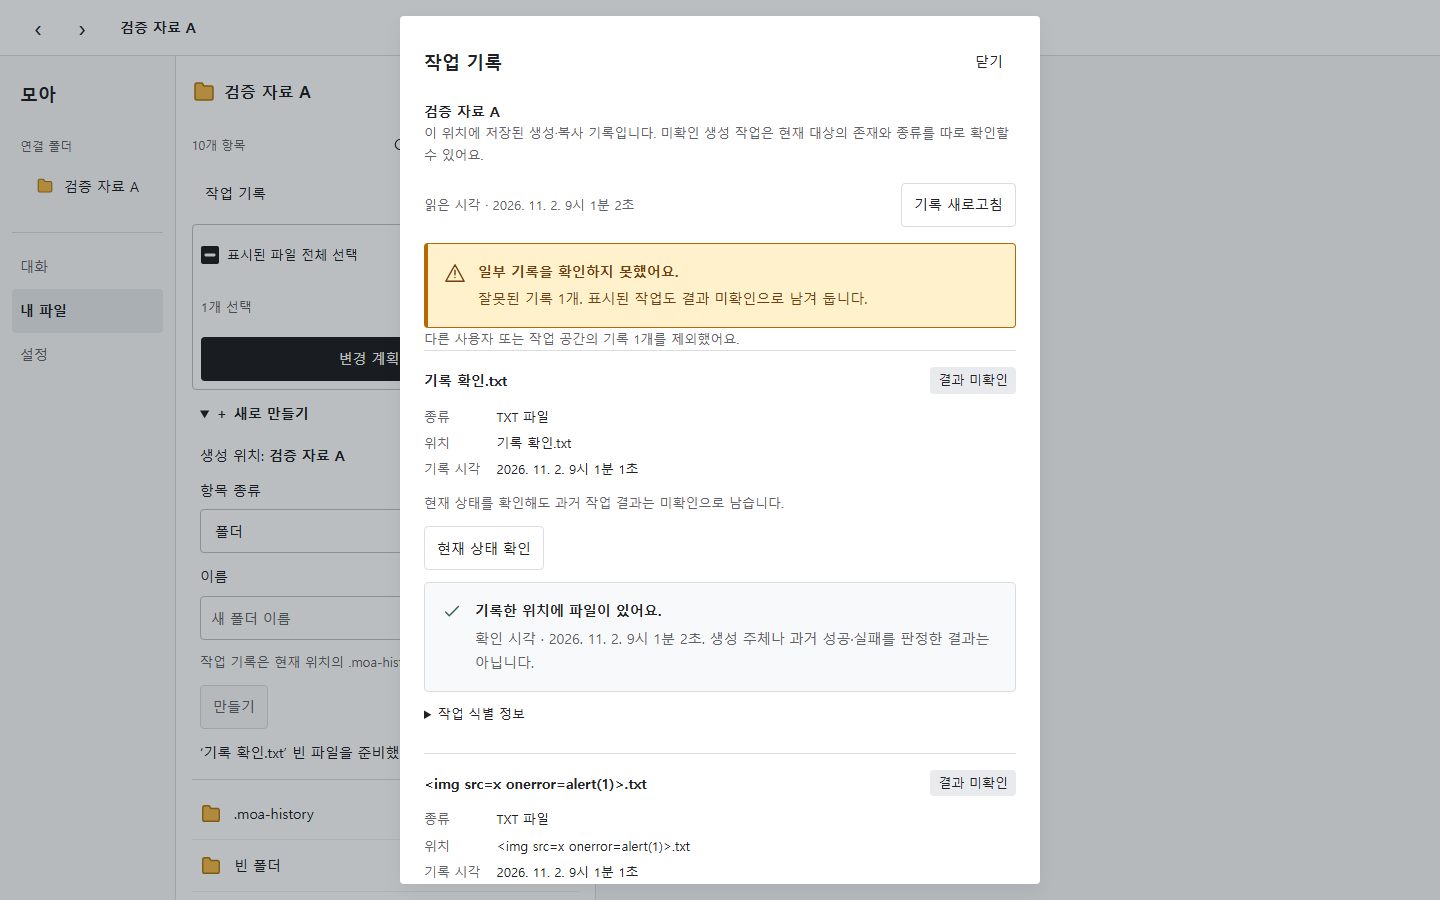 검증 자료 A
모아
연결 폴더
검증 자료 A
대화
내 파일
설정
검증 자료 A
10개 항목
작업 기록
표시된 파일 전체 선택
1개 선택
변경 계획
+ 새로 만들기
생성 위치: 검증 자료 A
항목 종류
폴더
이름
새 폴더 이름
작업 기록은 현재 위치의 .moa-his
만들기
‘기록 확인.txt’ 빈 파일을 준비했
.moa-history
빈 폴더
작업 기록
닫기
검증 자료 A
이 위치에 저장된 생성·복사 기록입니다. 미확인 생성 작업은 현재 대상의 존재와 종류를 따로 확인할
수 있어요.
읽은 시각 · 2026. 11. 2. 9시 1분 2초
기록 새로고침
일부 기록을 확인하지 못했어요.
잘못된 기록 1개. 표시된 작업도 결과 미확인으로 남겨 둡니다.
다른 사용자 또는 작업 공간의 기록 1개를 제외했어요.
기록 확인.txt
결과 미확인
종류 TXT 파일
위치 기록 확인.txt
기록 시각 2026. 11. 2. 9시 1분 1초
현재 상태를 확인해도 과거 작업 결과는 미확인으로 남습니다.
현재 상태 확인
기록한 위치에 파일이 있어요.
확인 시각 · 2026. 11. 2. 9시 1분 2초. 생성 주체나 과거 성공·실패를 판정한 결과는
아닙니다.
작업 식별 정보
<img src=x onerror=alert(1)>.txt
결과 미확인
종류 TXT 파일
위치 <img src=x onerror=alert(1)>.txt
기록 시각 2026. 11. 2. 9시 1분 1초